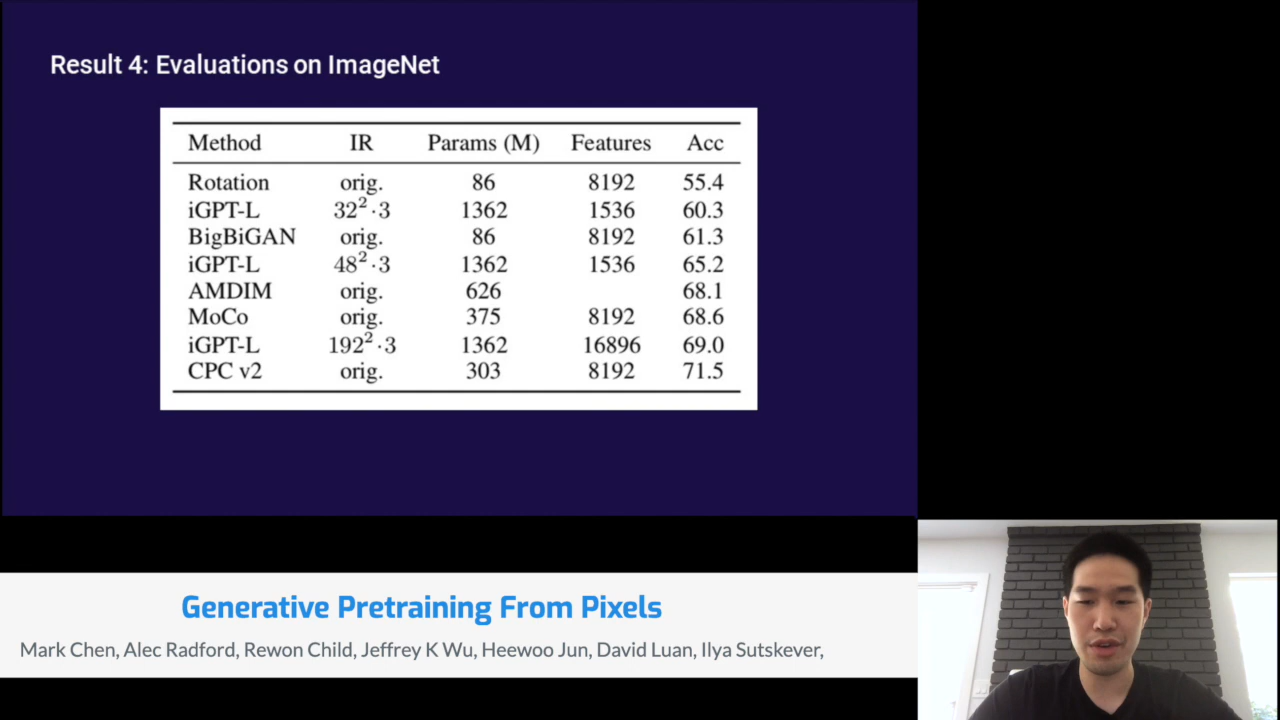 Result 4: Evaluations on ImageNet
Method IR Params (M) Features Acc
Rotation orig. 86 8192 55.4
iGPT-L 32²·3 1362 1536 60.3
BigBiGAN orig. 86 8192 61.3
iGPT-L 48²·3 1362 1536 65.2
AMDIM orig. 626 68.1
MoCo orig. 375 8192 68.6
iGPT-L 192²·3 1362 16896 69.0
CPC v2 orig. 303 8192 71.5
Generative Pretraining From Pixels
Mark Chen, Alec Radford, Rewon Child, Jeffrey K Wu, Heewoo Jun, David Luan, Ilya Sutskever,